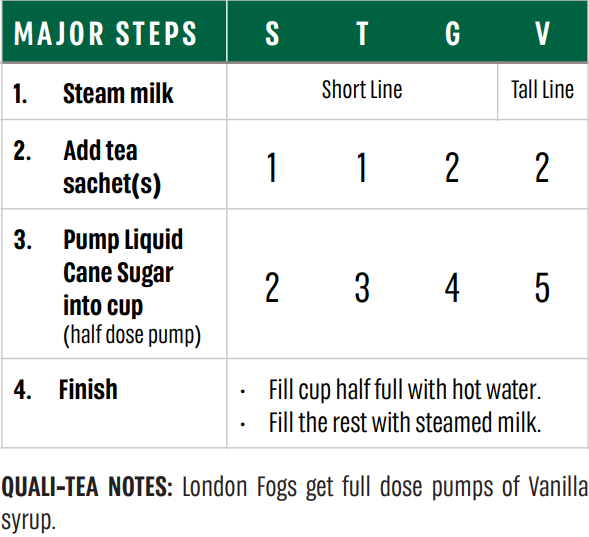 MAJOR STEPS S T G V
1. Steam milk Short Line Tall Line
2. Add tea
sachet(s) 1 1 2 2
3. Pump Liquid
Cane Sugar
into cup 2 3 4 5
(half dose pump)
4. Finish · Fill cup half full with hot water.
· Fill the rest with steamed milk.
QUALI-TEA NOTES: London Fogs get full dose pumps of Vanilla
syrup.